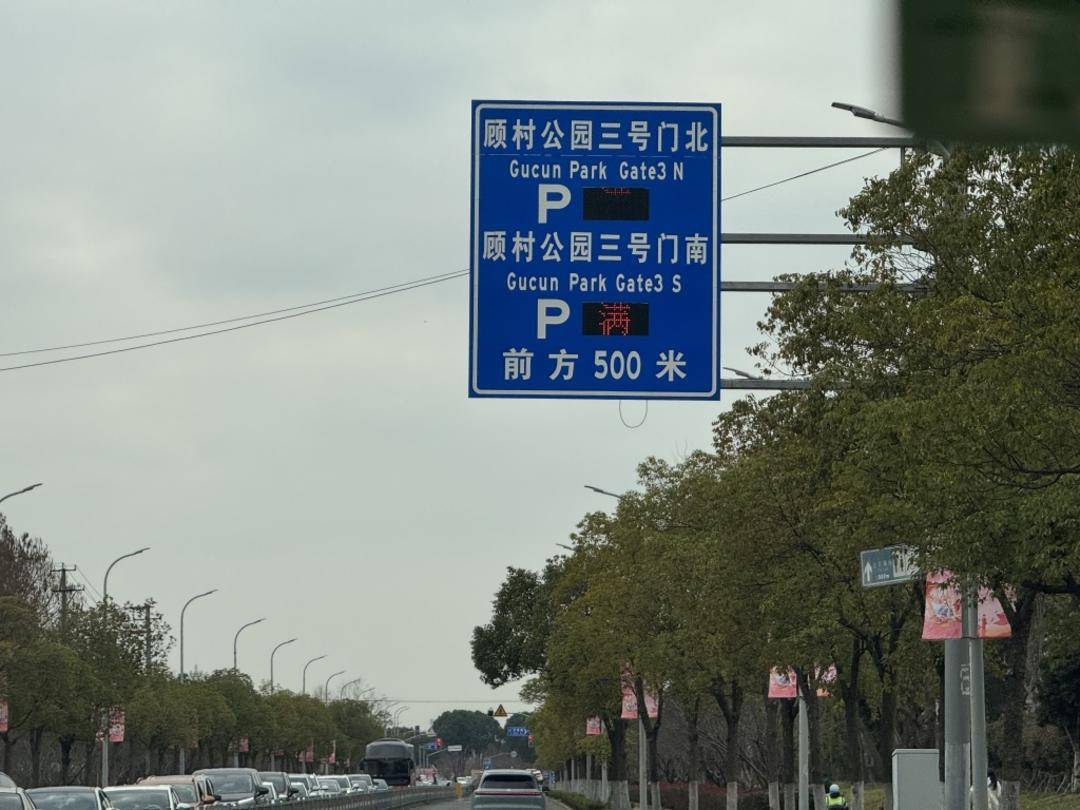 顾村公园三号门北
Gucun Park Gate3 N
P
顾村公园三号门南
Gucun Park Gate3 S
P 满
前方 500 米